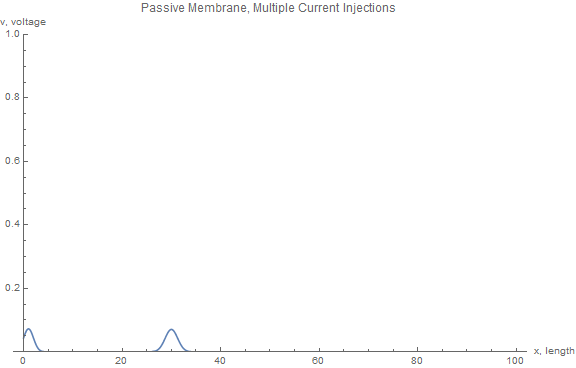 Passive Membrane, Multiple Current Injections
v, voltage
1.0
0.8
0.6
0.4
0.2
0 20 40 60 80 100 x, length